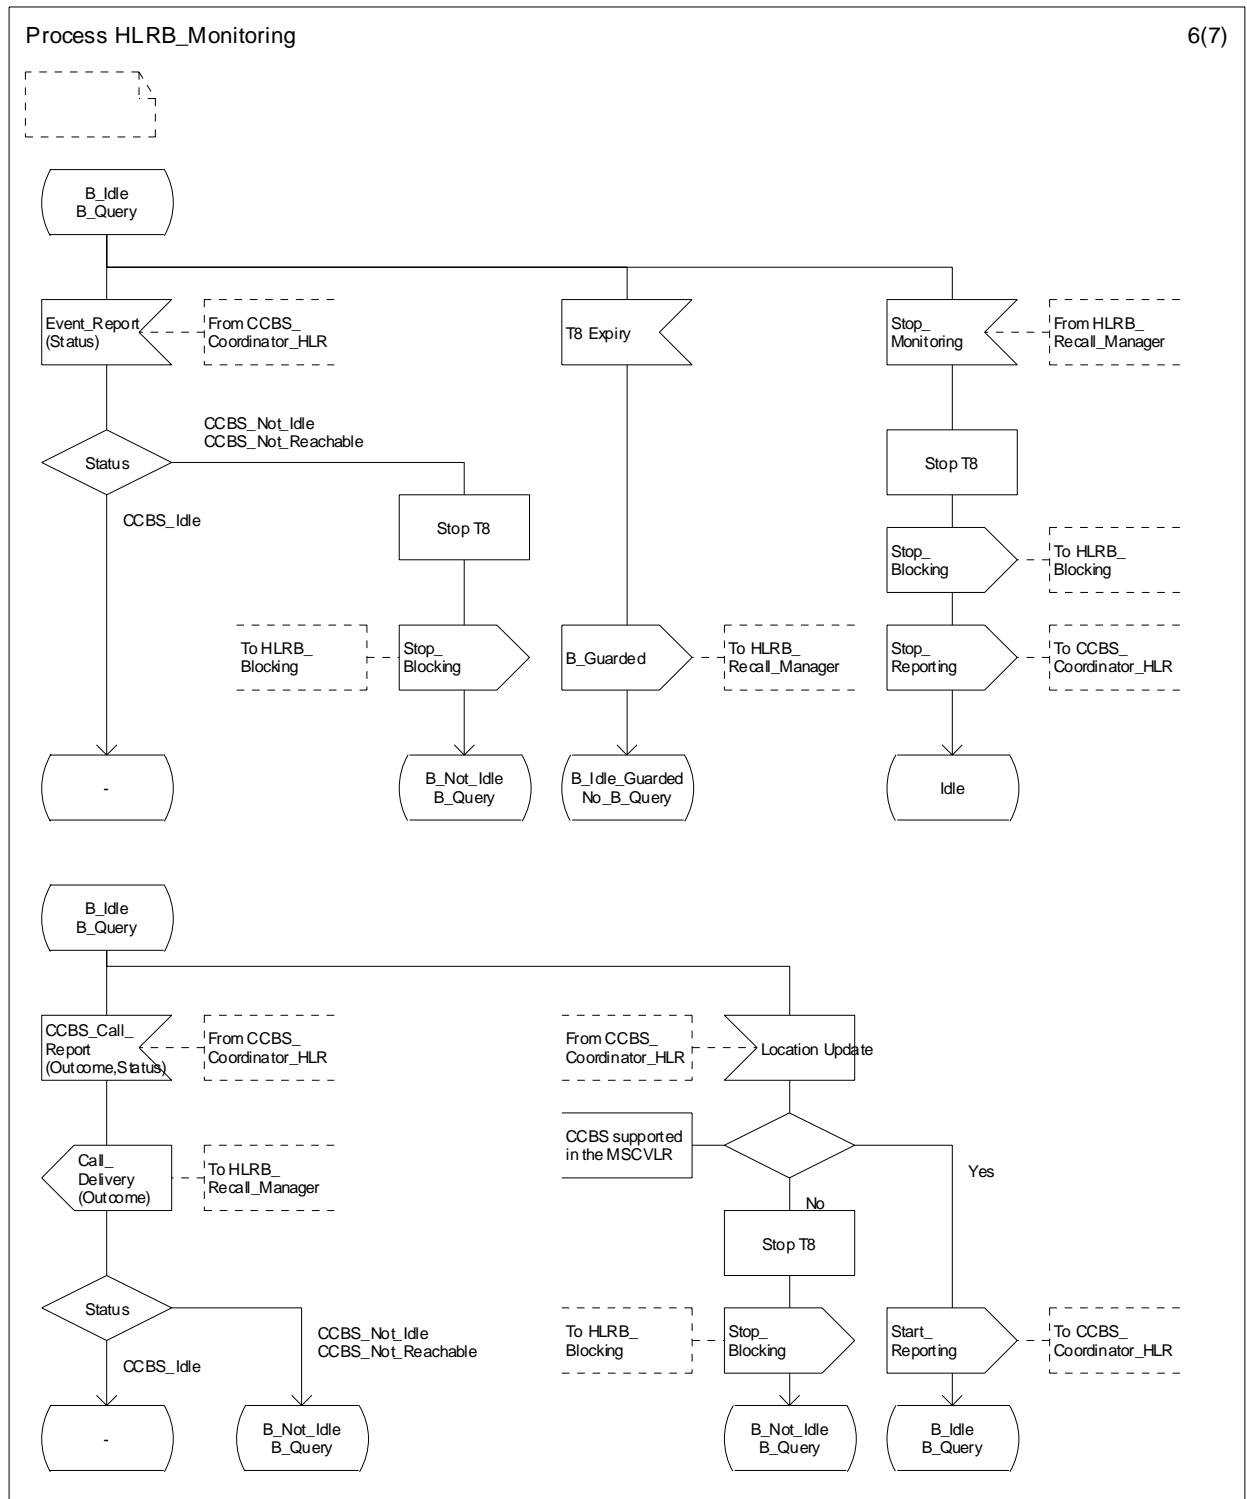 Process HLRB_Monitoring
6(7)
B_Idle
B_Query
Event_Report
(Status)
From CCBS_
Coordinator_HLR
T8 Expiry
Stop_
Monitoring
From HLRB_
Recall_Manager
CCBS_Not_Idle
CCBS_Not_Reachable
Status
Stop T8
CCBS_Idle
Stop T8
Stop_
Blocking
To HLRB_
Blocking
To HLRB_
Blocking
Stop_
Blocking
B_Guarded
To HLRB_
Recall_Manager
Stop_
Reporting
To CCBS_
Coordinator_HLR
-
B_Not_Idle
B_Query
B_Idle_Guarded
No_B_Query
Idle
B_Idle
B_Query
CCBS_Call_
Report
(Outcome,Status)
From CCBS_
Coordinator_HLR
From CCBS_
Coordinator_HLR
Location Update
CCBS supported
in the MSCVLR
Call_
Delivery
(Outcome)
To HLRB_
Recall_Manager
Yes
No
Stop T8
Status
CCBS_Not_Idle
CCBS_Not_Reachable
CCBS_Idle
To HLRB_
Blocking
Stop_
Blocking
Start_
Reporting
To CCBS_
Coordinator_HLR
-
B_Not_Idle
B_Query
B_Not_Idle
B_Query
B_Idle
B_Query